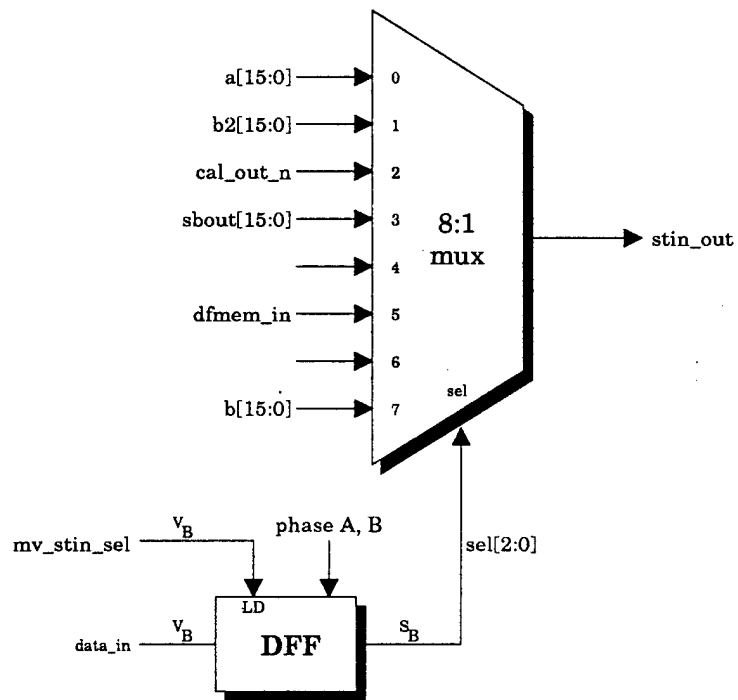 a[15:0] 0
b2[15:0] 1
cal_out_n 2
sbout[15:0] 3
8:1
mux
stin_out
4
dfmem_in 5
6
b[15:0] 7
sel
mv_stin_sel
V_B
phase A, B
sel[2:0]
LD
data_in
V_B
DFF
S_B